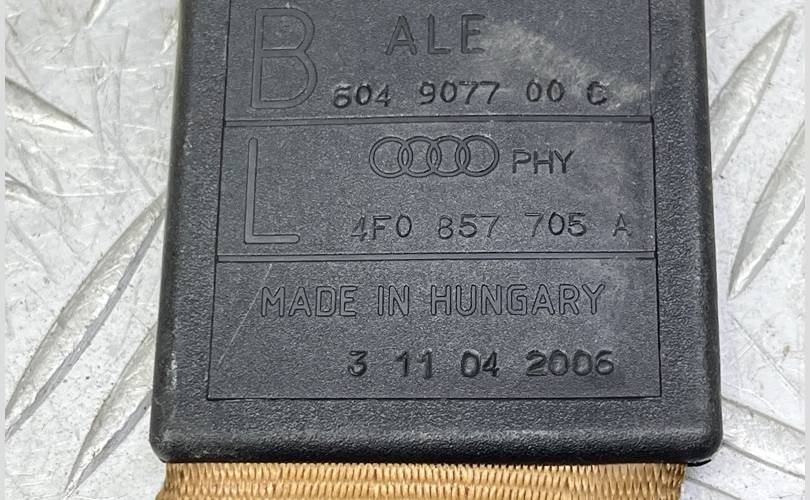 B ALE
604 9077 00 C
L PHY
4F0 857 705 A
MADE IN HUNGARY
3 11 04 2006